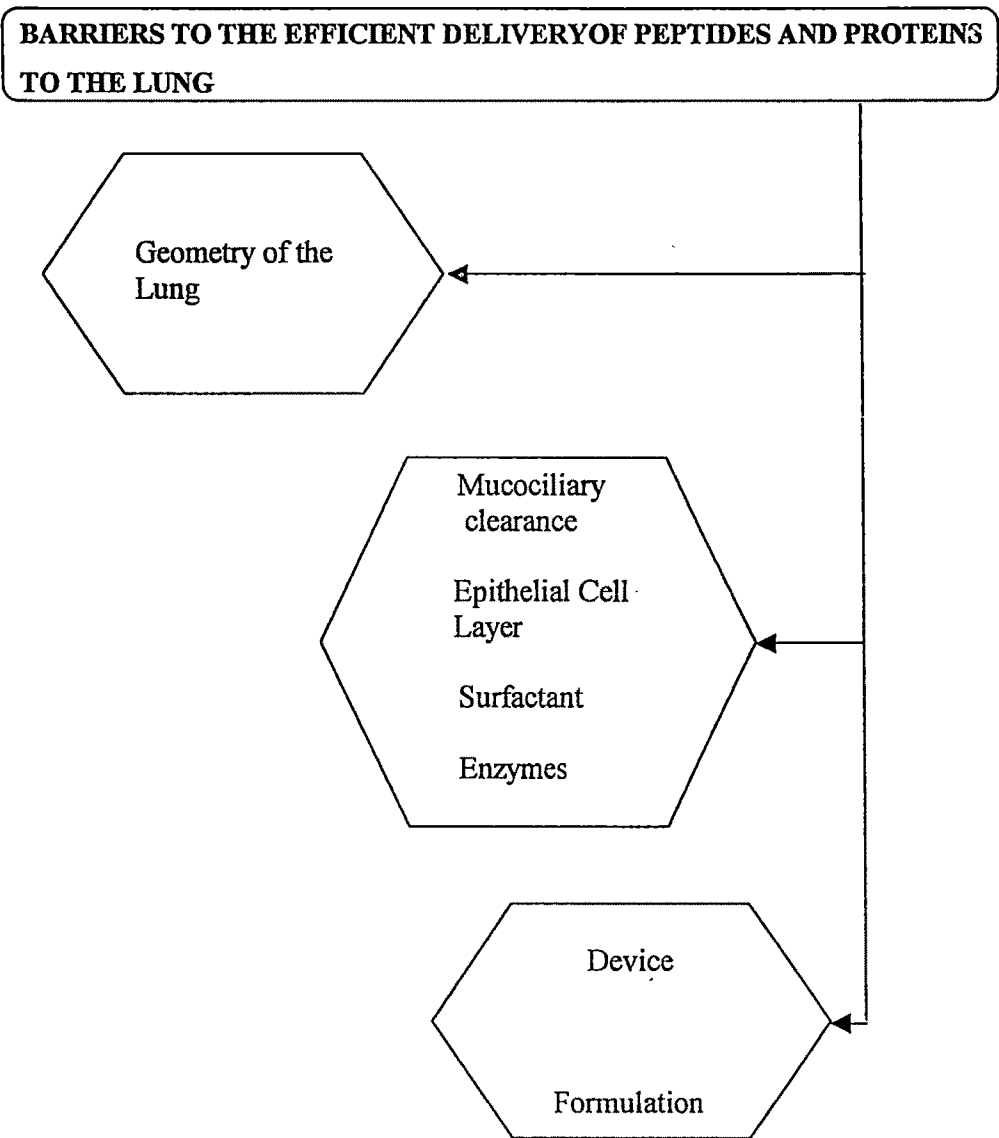 BARRIERS TO THE EFFICIENT DELIVERYOF PEPTIDES AND PROTEINS
TO THE LUNG
Geometry of the
Lung
Mucociliary
clearance
Epithelial Cell
Layer
Surfactant
Enzymes
Device
Formulation